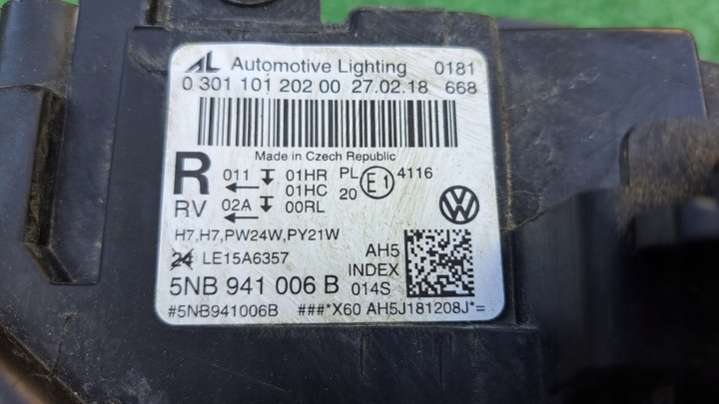 AL Automotive Lighting 0181
0 301 101 202 00 27.02.18 668
Made in Czech Republic
R 011 01HR PL E1 4116
01HC 20
RV 02A 00RL
H7,H7,PW24W,PY21W
24 LE15A6357 AH5
INDEX
5NB 941 006 B 014S
#5NB941006B ###*X60 AH5J181208J*=